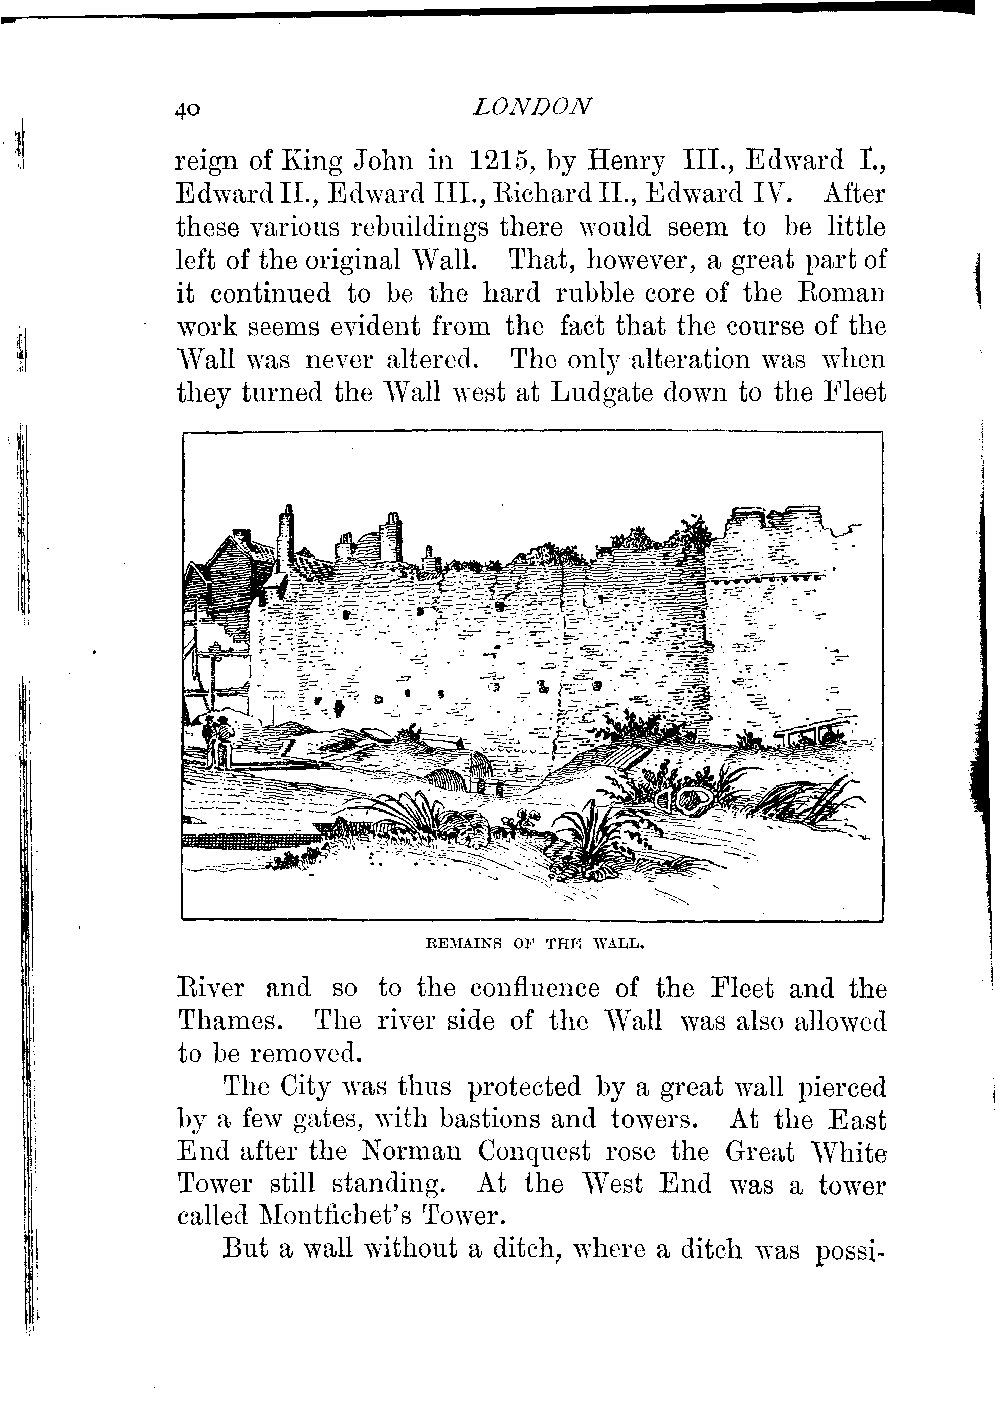 40 LONDON
reign of King John in 1215, by Henry III., Edward I.,
Edward II., Edward III., Richard II., Edward IV. After
these various rebuildings there would seem to be little
left of the original Wall. That, however, a great part of
it continued to be the hard rubble core of the Roman
work seems evident from the fact that the course of the
Wall was never altered. The only alteration was when
they turned the Wall west at Ludgate down to the Fleet
REMAINS OF THE WALL.
River and so to the confluence of the Fleet and the
Thames. The river side of the Wall was also allowed
to be removed.
The City was thus protected by a great wall pierced
by a few gates, with bastions and towers. At the East
End after the Norman Conquest rose the Great White
Tower still standing. At the West End was a tower
called Montfichet's Tower.
But a wall without a ditch, where a ditch was possi-